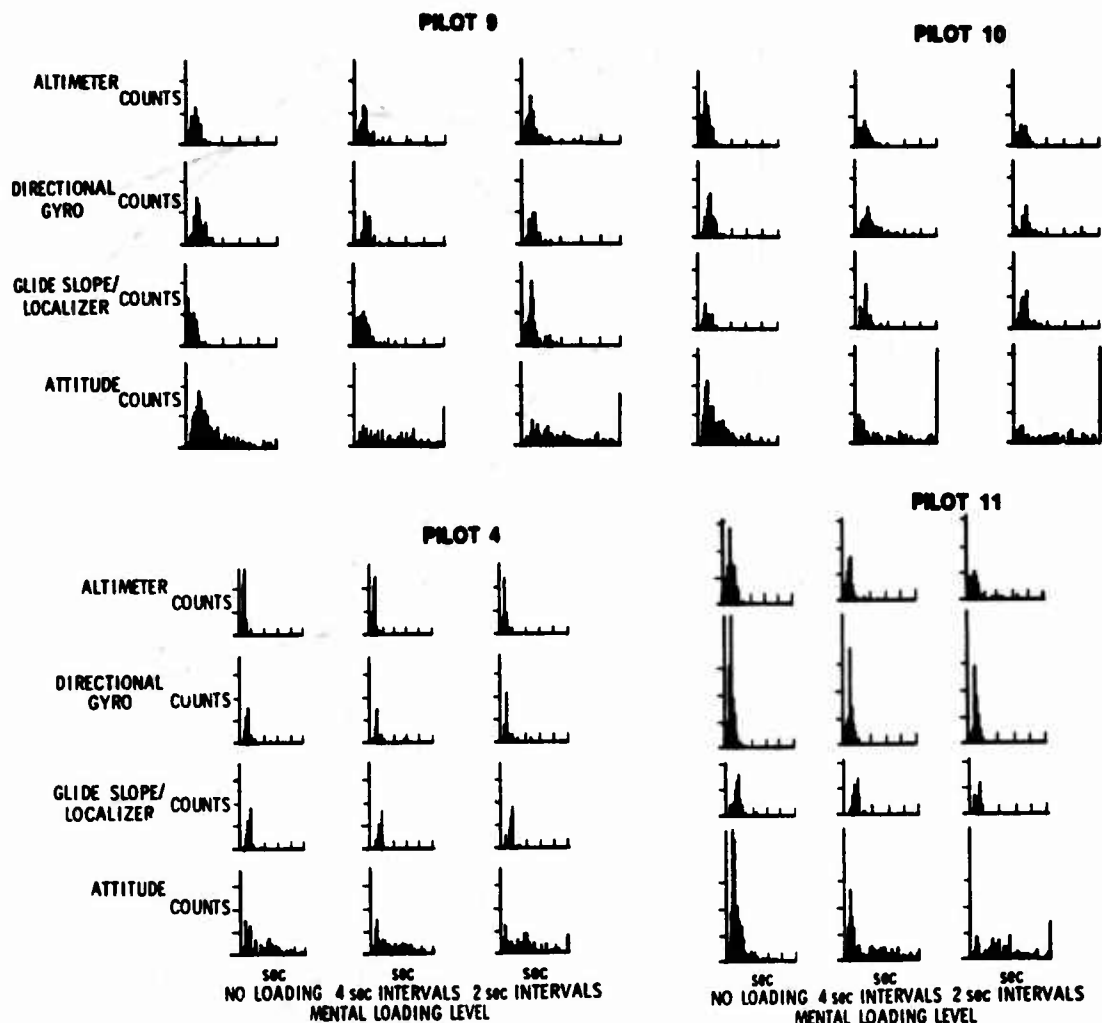 PILOT 9
ALTIMETER
COUNTS
DIRECTIONAL
GYRO
COUNTS
GLIDE SLOPE/
LOCALIZER
COUNTS
ATTITUDE
COUNTS
PILOT 10
PILOT 4
ALTIMETER
COUNTS
DIRECTIONAL
GYRO
COUNTS
GLIDE SLOPE/
LOCALIZER
COUNTS
ATTITUDE
COUNTS
sec sec sec
NO LOADING 4 sec INTERVALS 2 sec INTERVALS
MENTAL LOADING LEVEL
PILOT 11
sec sec sec
NO LOADING 4 sec INTERVALS 2 sec INTERVALS
MENTAL LOADING LEVEL